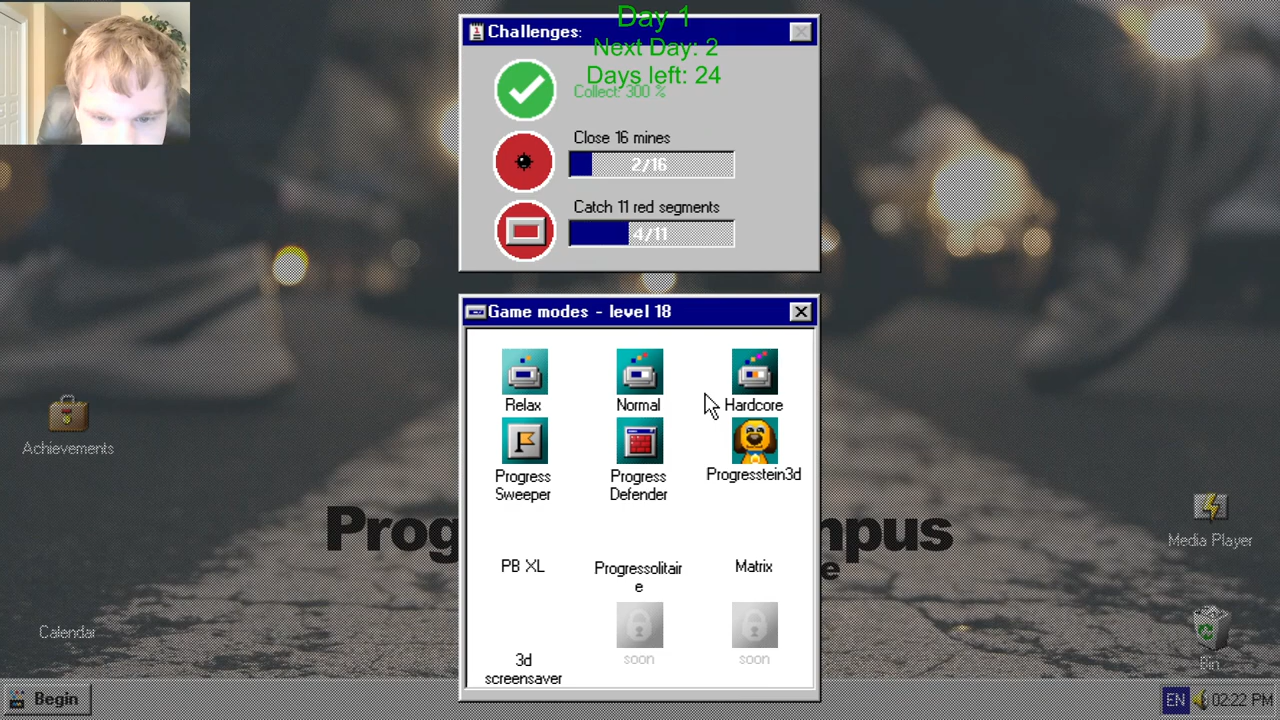 Day 1
Challenges:
Next Day: 2
Days left: 24
Collect: 300 %
Close 16 mines
2/16
Catch 11 red segments
4/11
Game modes - level 18
Relax
Normal
Hardcore
Progress
Sweeper
Progress
Defender
Progresstein3d
PB XL
Progressolitair
e
Matrix
3d
screensaver
soon
soon
Achievements
Calendar
Media Player
Bin
Prog
mpus
e
Begin
EN
02:22 PM